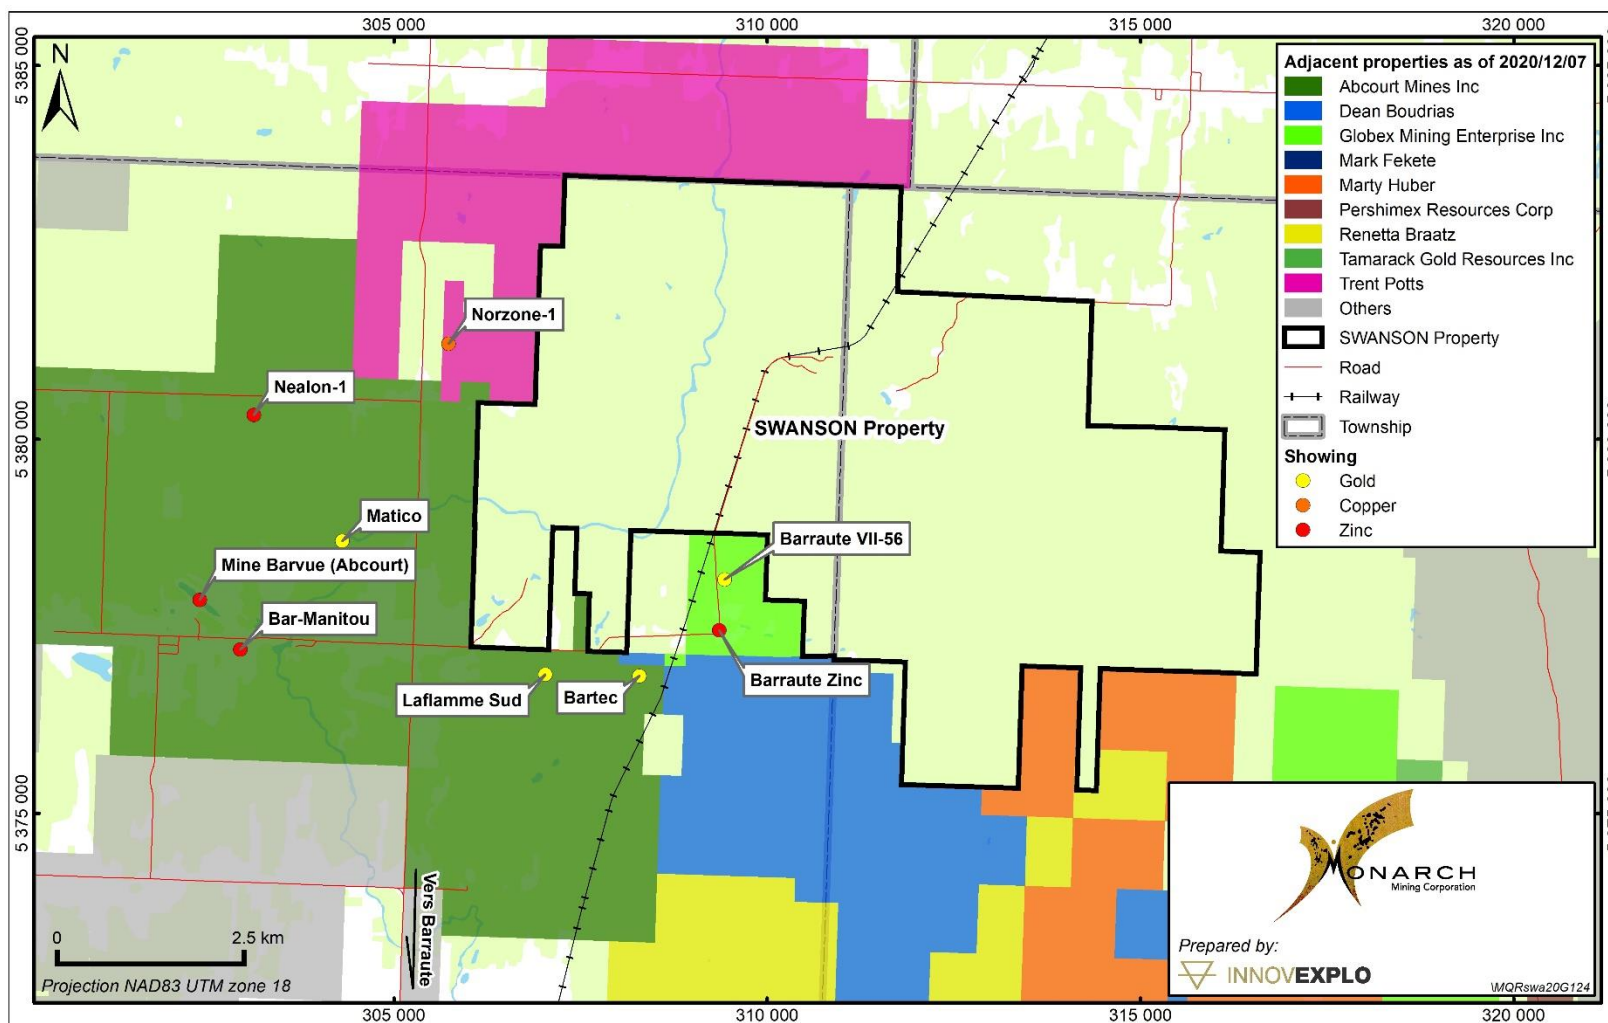 305 000
310 000
315 000
320 000
5 385 000
5 380 000
5 375 000
N
Adjacent properties as of 2020/12/07
Abcourt Mines Inc
Dean Boudrias
Globex Mining Enterprise Inc
Mark Fekete
Marty Huber
Pershimex Resources Corp
Renetta Braatz
Tamarack Gold Resources Inc
Trent Potts
Others
SWANSON Property
Road
Railway
Township
Showing
Gold
Copper
Zinc
Norzone-1
Nealon-1
SWANSON Property
Matico
Barraute VII-56
Mine Barvue (Abcourt)
Bar-Manitou
Laflamme Sud
Bartec
Barraute Zinc
Vers Barraute
0 2.5 km
Projection NAD83 UTM zone 18
MONARCH
Mining Corporation
Prepared by:
INNOVEXPLO
\MQRswa20G124
305 000
310 000
315 000
320 000